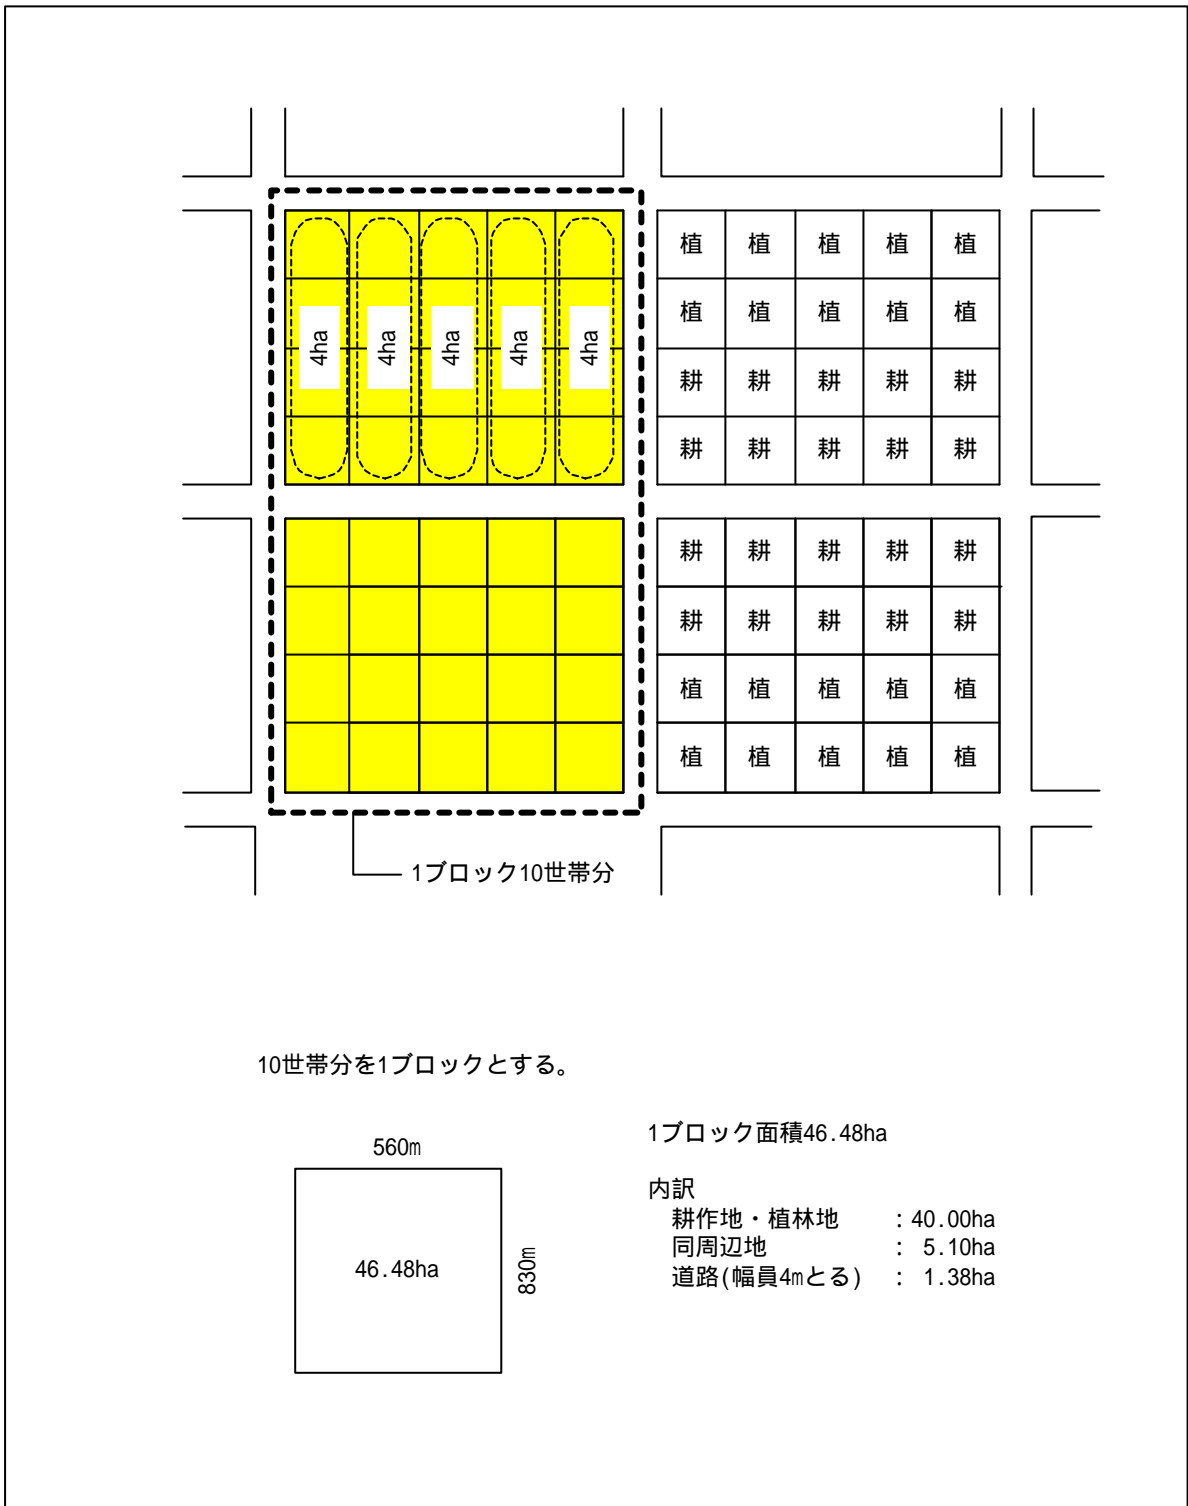 植 植 植 植 植
植 植 植 植 植
4ha 4ha 4ha 4ha 4ha
耕 耕 耕 耕 耕
耕 耕 耕 耕 耕
耕 耕 耕 耕 耕
耕 耕 耕 耕 耕
植 植 植 植 植
植 植 植 植 植
1ブロック10世帯分
10世帯分を1ブロックとする。
560m
46.48ha
830m
1ブロック面積46.48ha
内訳
耕作地・植林地 : 40.00ha
同周辺地 : 5.10ha
道路(幅員4mとる) : 1.38ha